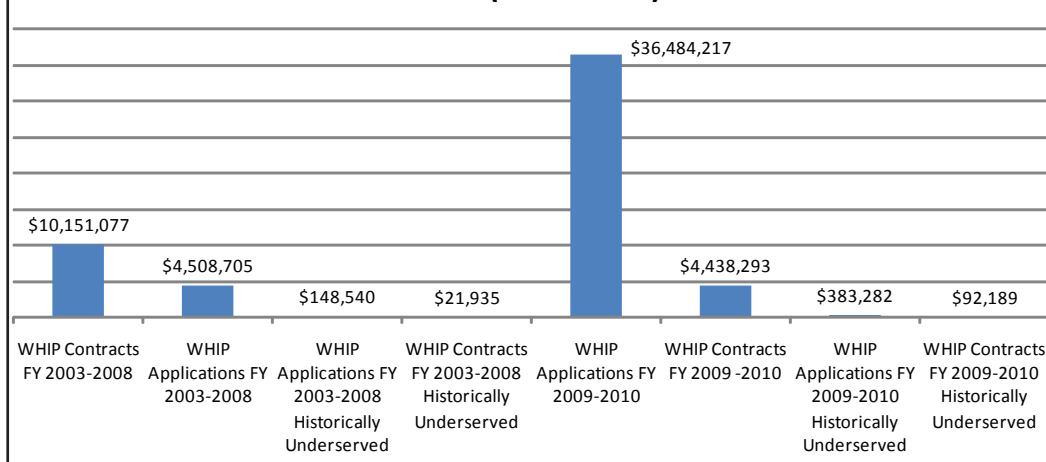 $36,484,217
$10,151,077
$4,508,705
$148,540
$21,935
$4,438,293
$383,282
$92,189
WHIP Contracts
FY 2003-2008
WHIP
Applications FY
2003-2008
WHIP
Applications FY
2003-2008
Historically
Underserved
WHIP Contracts
FY 2003-2008
Historically
Underserved
WHIP
Applications FY
2009-2010
WHIP Contracts
FY 2009 -2010
WHIP
Applications FY
2009-2010
Historically
Underserved
WHIP Contracts
FY 2009-2010
Historically
Underserved